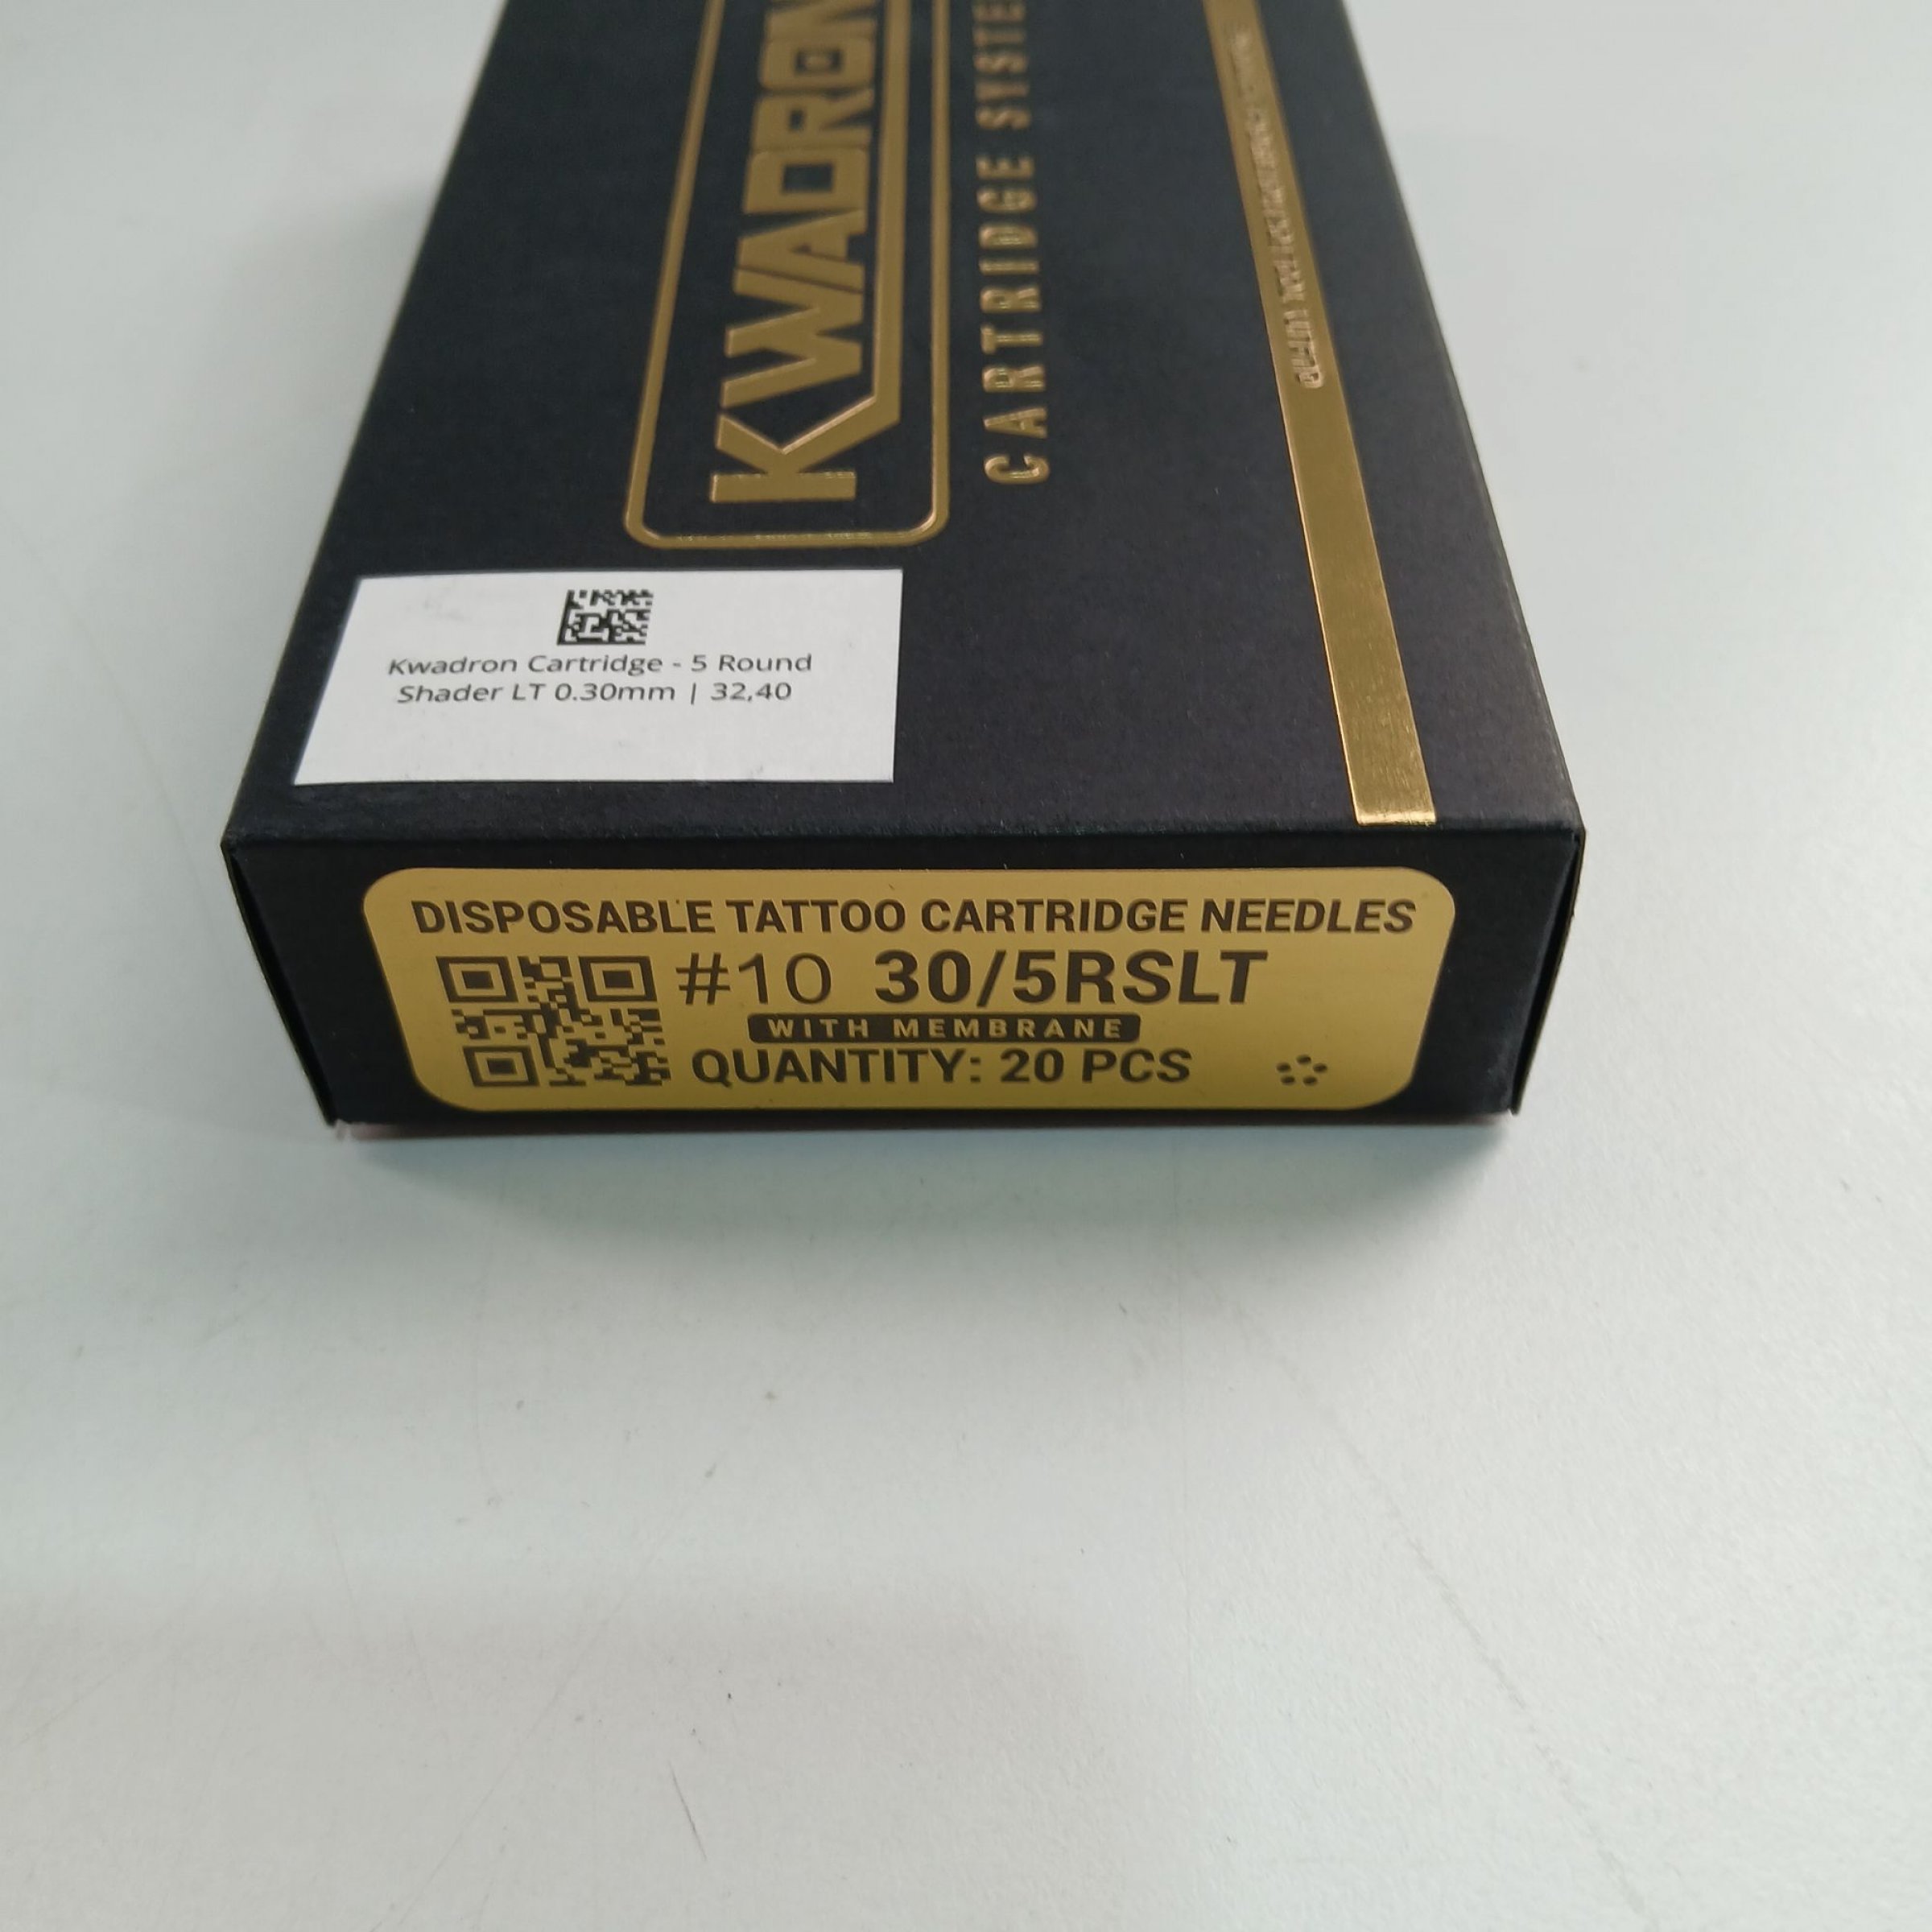 KWADRON
CARTRIDGE SYSTE
Kwadron Cartridge - 5 Round
Shader LT 0.30mm | 32,40
DISPOSABLE TATTOO CARTRIDGE NEEDLES
#10 30/5RSLT
WITH MEMBRANE
QUANTITY: 20 PCS